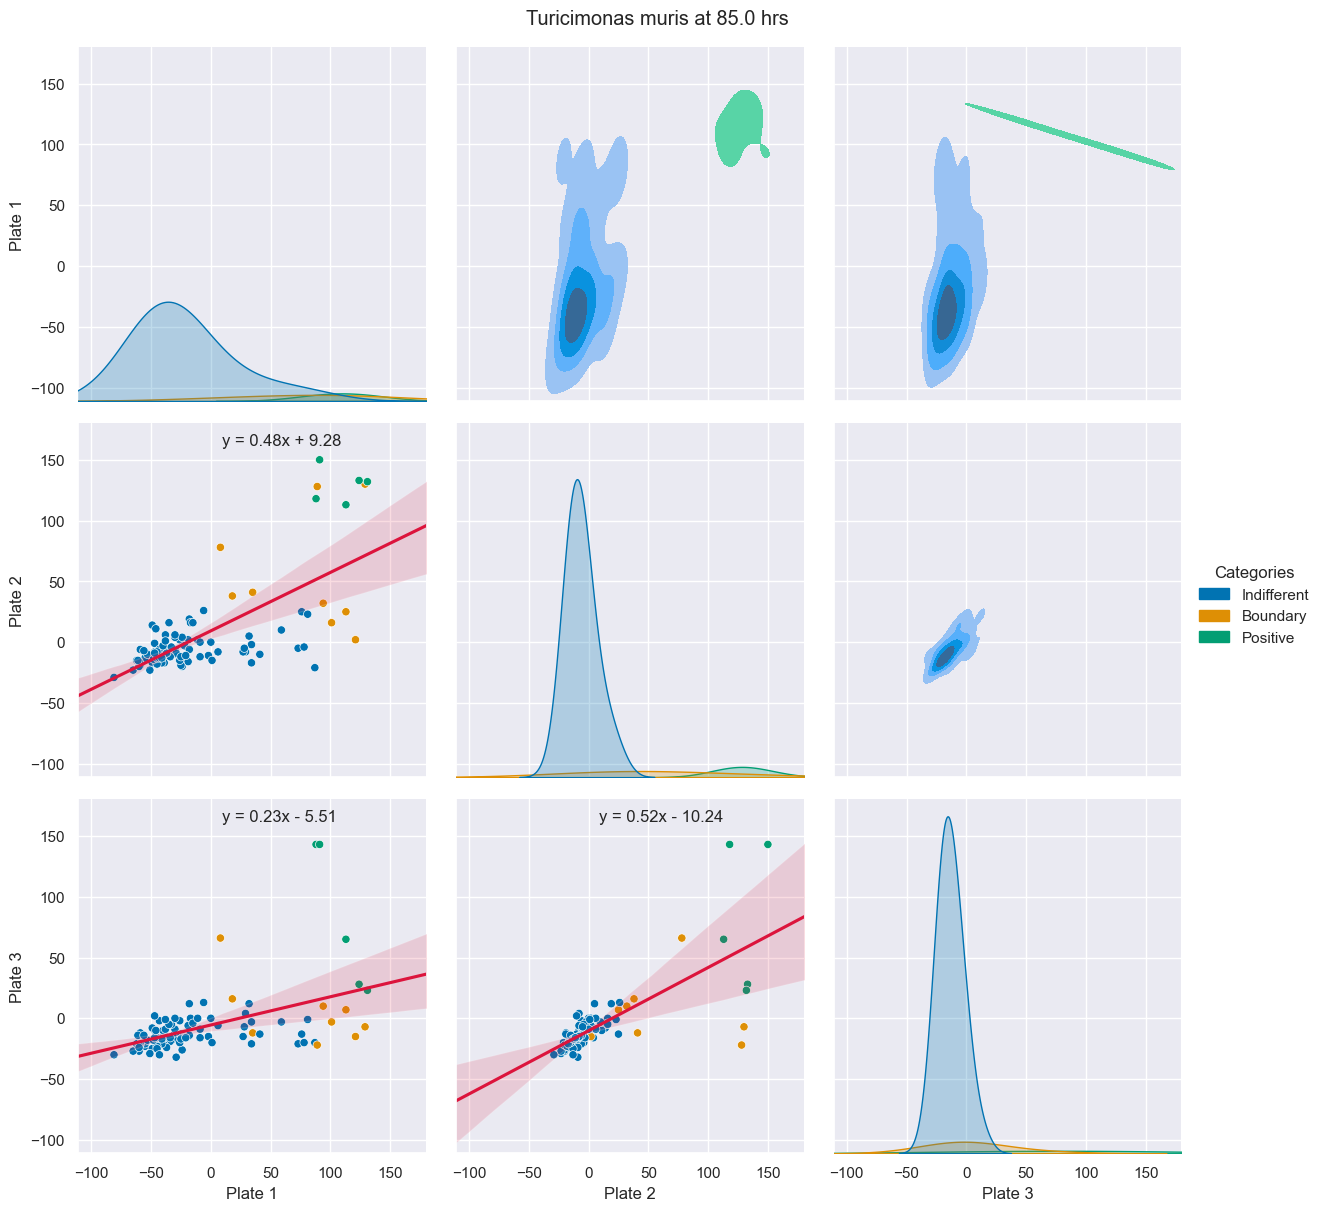 Turicimonas muris at 85.0 hrs
150
100
50
0
−50
−100
Plate 1
y = 0.48x + 9.28
150
100
50
0
−50
−100
Plate 2
Categories
Indifferent
Boundary
Positive
y = 0.23x - 5.51
y = 0.52x - 10.24
150
100
50
0
−50
−100
Plate 3
−100 −50 0 50 100 150
−100 −50 0 50 100 150
−100 −50 0 50 100 150
Plate 1
Plate 2
Plate 3